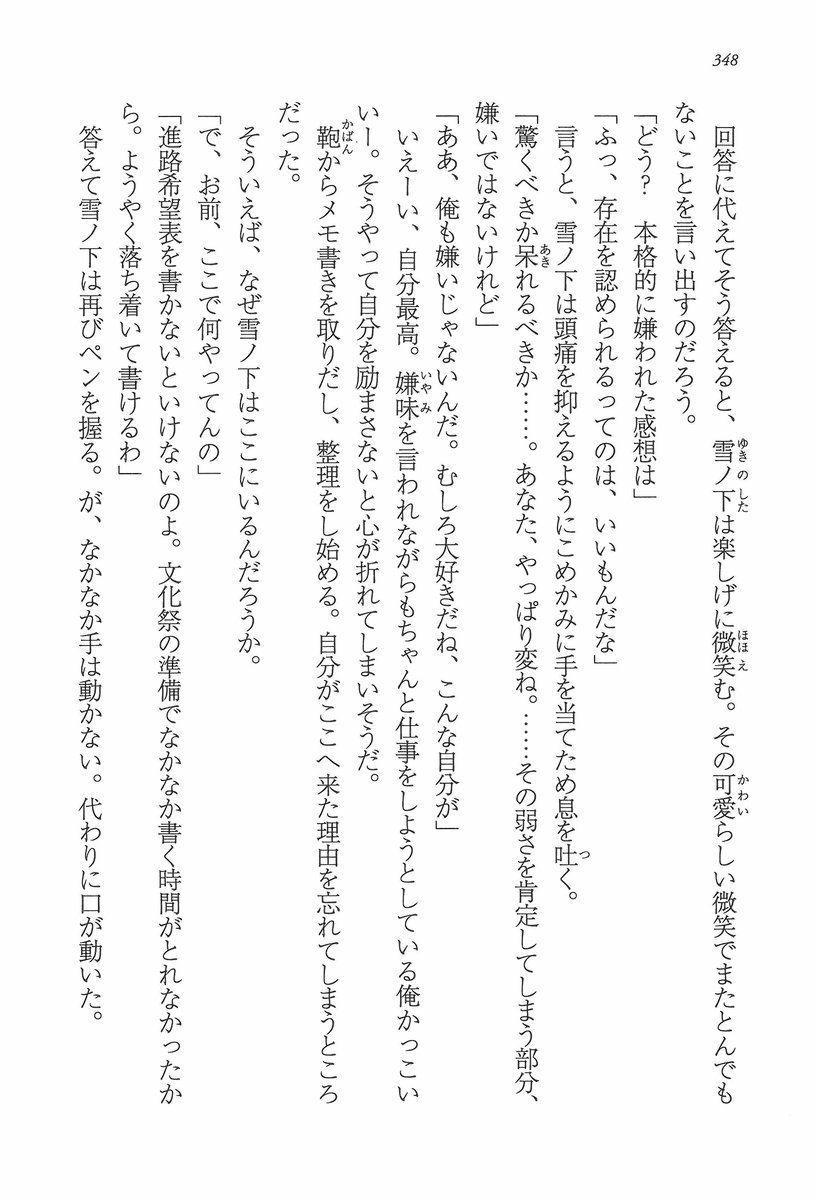 348
回答に代えてそう答えると、雪ノ下は楽しげに微笑む。その可愛らしい微笑でまたとんでも
ないことを言い出すのだろう。
「どう?　本格的に嫌われた感想は」
「ふっ、存在を認められるってのは、いいもんだな」
言うと、雪ノ下は頭痛を抑えるようにこめかみに手を当てため息を吐く。
「驚くべきか呆れるべきか……。あなた、やっぱり変ね。……その弱さを肯定してしまう部分、
嫌いではないけれど」
「ああ、俺も嫌いじゃないんだ。むしろ大好きだね、こんな自分が」
いえーい、自分最高。嫌味を言われながらもちゃんと仕事をしようとしている俺かっこい
いー。そうやって自分を励まさないと心が折れてしまいそうだ。
鞄からメモ書きを取りだし、整理をし始める。自分がここへ来た理由を忘れてしまうところ
だった。
そういえば、なぜ雪ノ下はここにいるんだろうか。
「で、お前、ここで何やってんの」
「進路希望表を書かないといけないのよ。文化祭の準備でなかなか書く時間がとれなかったか
ら。ようやく落ち着いて書けるわ」
答えて雪ノ下は再びペンを握る。が、なかなか手は動かない。代わりに口が動いた。